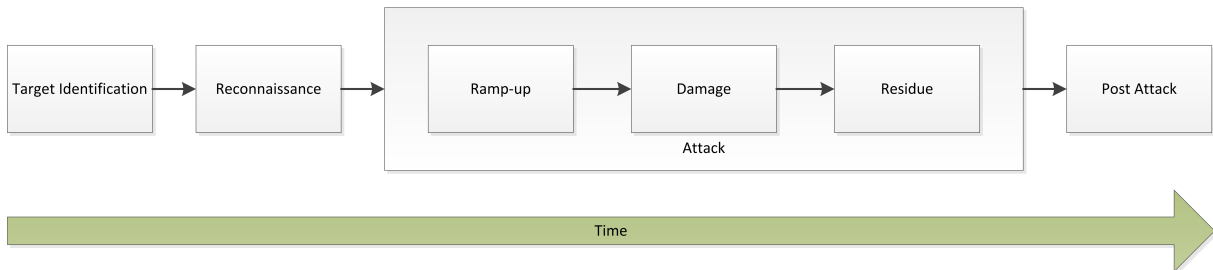 Target Identification
Reconnaissance
Ramp-up
Damage
Residue
Post Attack
Attack
Time